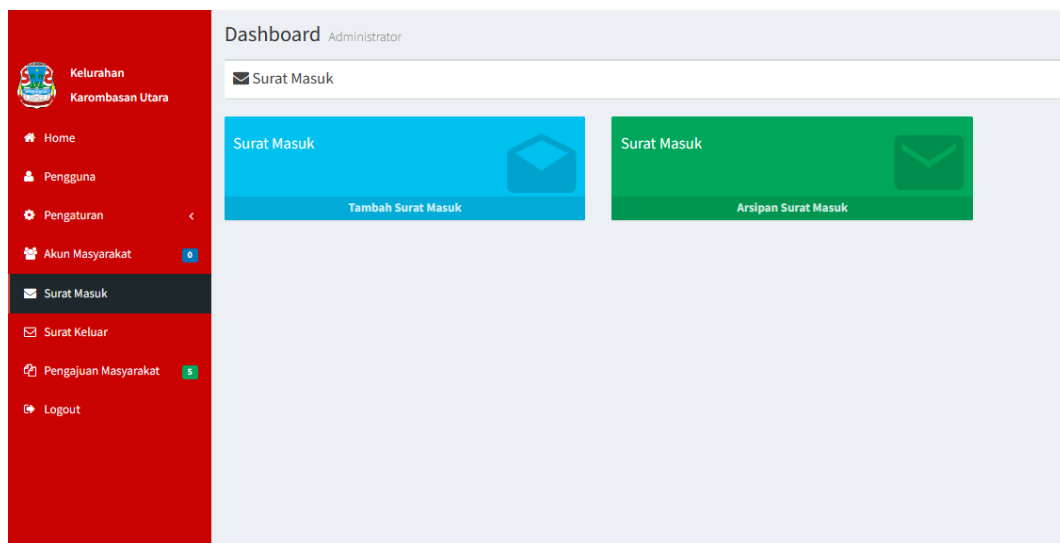 Kelurahan
Karombasan Utara
Home
Pengguna
Pengaturan
Akun Masyarakat 0
Surat Masuk
Surat Keluar
Pengajuan Masyarakat 5
Logout
Dashboard Administrator
Surat Masuk
Surat Masuk
Tambah Surat Masuk
Surat Masuk
Arsipan Surat Masuk